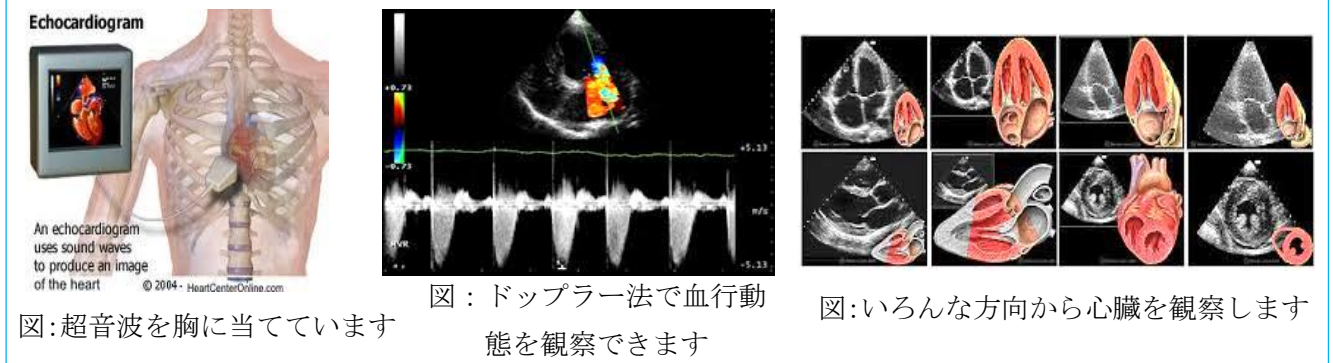 Echocardiogram
An echocardiogram
uses sound waves
to produce an image
of the heart
© 2004 - HeartCenterOnline.com
図:超音波を胸に当てています
+0.73
-0.73
+5.13
m/s
-5.13
図：ドップラー法で血行動
態を観察できます
図:いろんな方向から心臓を観察します